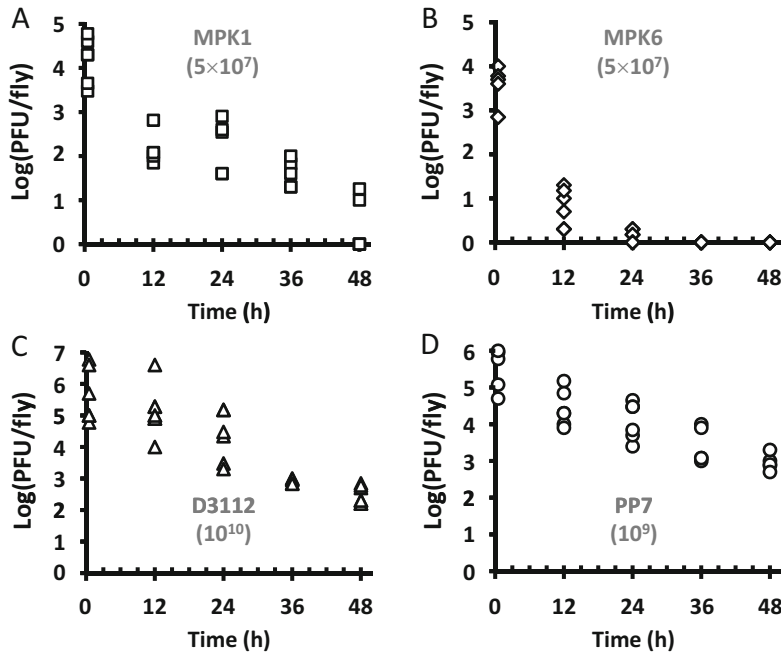 A
MPK1
(5×10⁷)
Log(PFU/fly)
5
4
3
2
1
0
0 12 24 36 48
Time (h)
B
MPK6
(5×10⁷)
Log(PFU/fly)
5
4
3
2
1
0
0 12 24 36 48
Time (h)
C
D3112
(10¹⁰)
Log(PFU/fly)
7
6
5
4
3
2
1
0
0 12 24 36 48
Time (h)
D
PP7
(10⁹)
Log(PFU/fly)
6
5
4
3
2
1
0
0 12 24 36 48
Time (h)